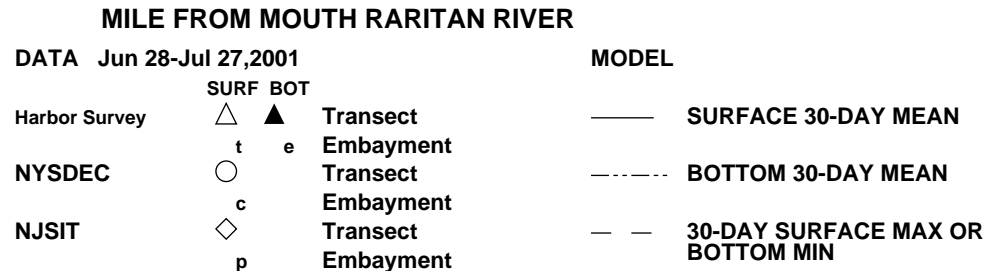 MILE FROM MOUTH RARITAN RIVER
DATA Jun 28-Jul 27,2001 MODEL
SURF BOT
Harbor Survey △ ▲ Transect SURFACE 30-DAY MEAN
t e Embayment
NYSDEC ○ Transect BOTTOM 30-DAY MEAN
c Embayment
NJSIT ◇ Transect 30-DAY SURFACE MAX OR
BOTTOM MIN
p Embayment